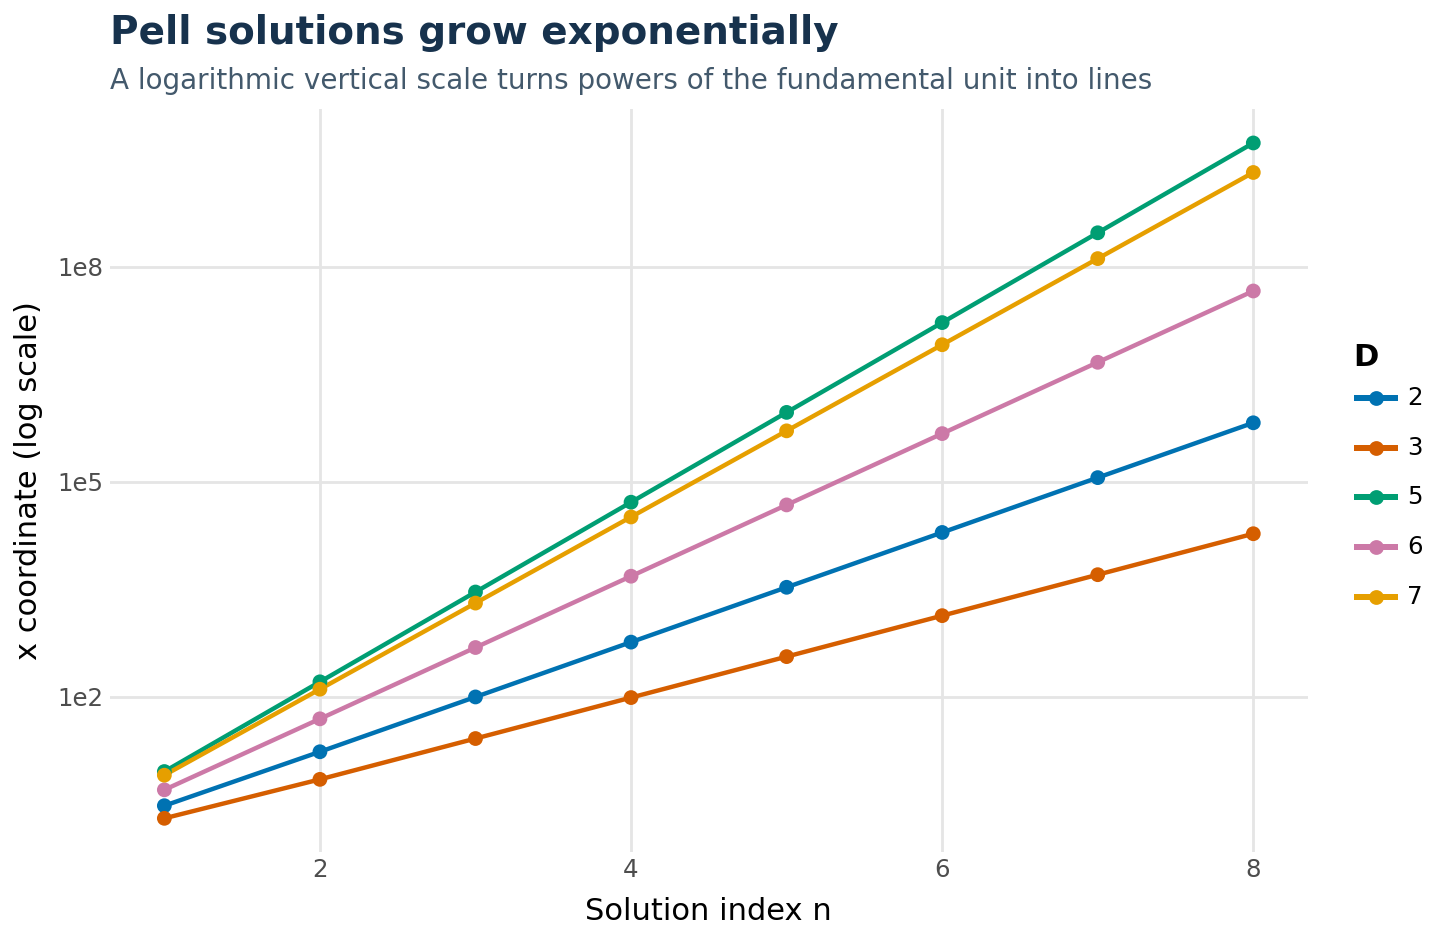 Pell solutions grow exponentially
A logarithmic vertical scale turns powers of the fundamental unit into lines
x coordinate (log scale)
1e8
1e5
1e2
2
4
6
8
Solution index n
D
2
3
5
6
7